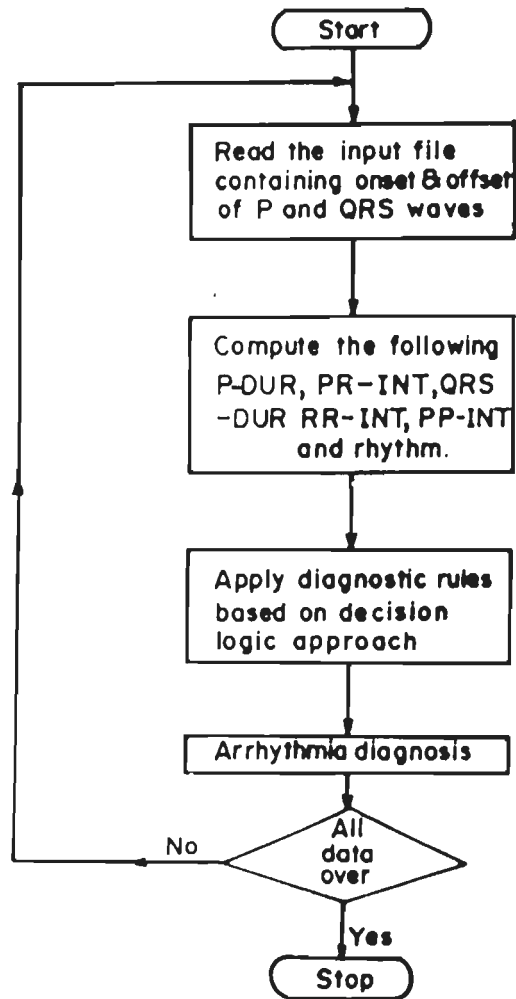 Start
Read the input file
containing onset & offset
of P and QRS waves
Compute the following
P-DUR, PR-INT, QRS
-DUR RR-INT, PP-INT
and rhythm.
Apply diagnostic rules
based on decision
logic approach
Arrhythmia diagnosis
All
data
over
No
Yes
Stop